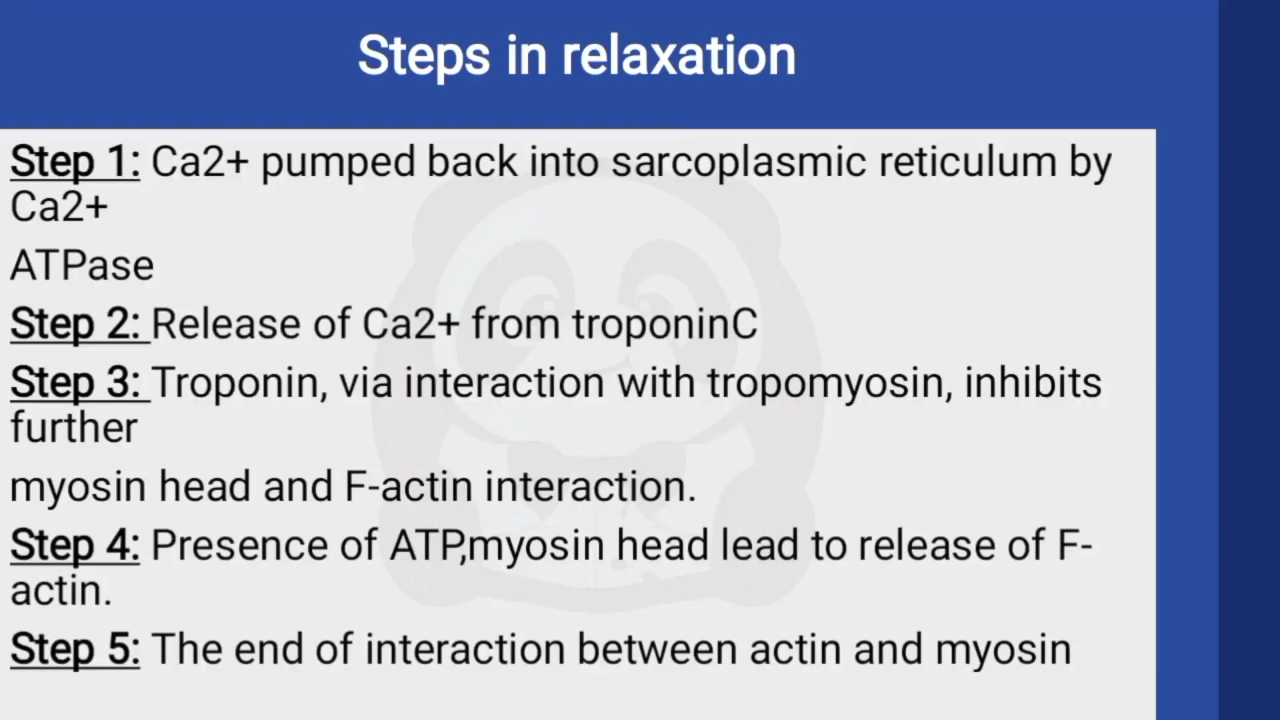 Steps in relaxation
Step 1: Ca2+ pumped back into sarcoplasmic reticulum by
Ca2+
ATPase
Step 2: Release of Ca2+ from troponinC
Step 3: Troponin, via interaction with tropomyosin, inhibits
further
myosin head and F-actin interaction.
Step 4: Presence of ATP,myosin head lead to release of F-
actin.
Step 5: The end of interaction between actin and myosin